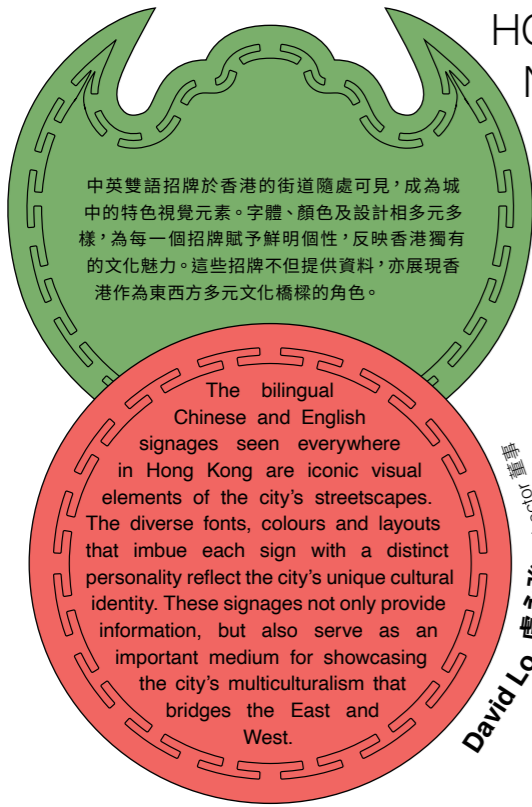 HO
中英雙語招牌於香港的街道隨處可見，成為城
中的特色視覺元素。字體、顏色及設計相多元多
樣，為每一個招牌賦予鮮明個性，反映香港獨有
的文化魅力。這些招牌不但提供資料，亦展現香
港作為東西方多元文化橋樑的角色。
The bilingual
Chinese and English
signages seen everywhere
in Hong Kong are iconic visual
elements of the city’s streetscapes.
The diverse fonts, colours and layouts
that imbue each sign with a distinct
personality reflect the city’s unique cultural
identity. These signages not only provide
information, but also serve as an
important medium for showcasing
the city’s multiculturalism that
bridges the East and
West.
David Lo
董事